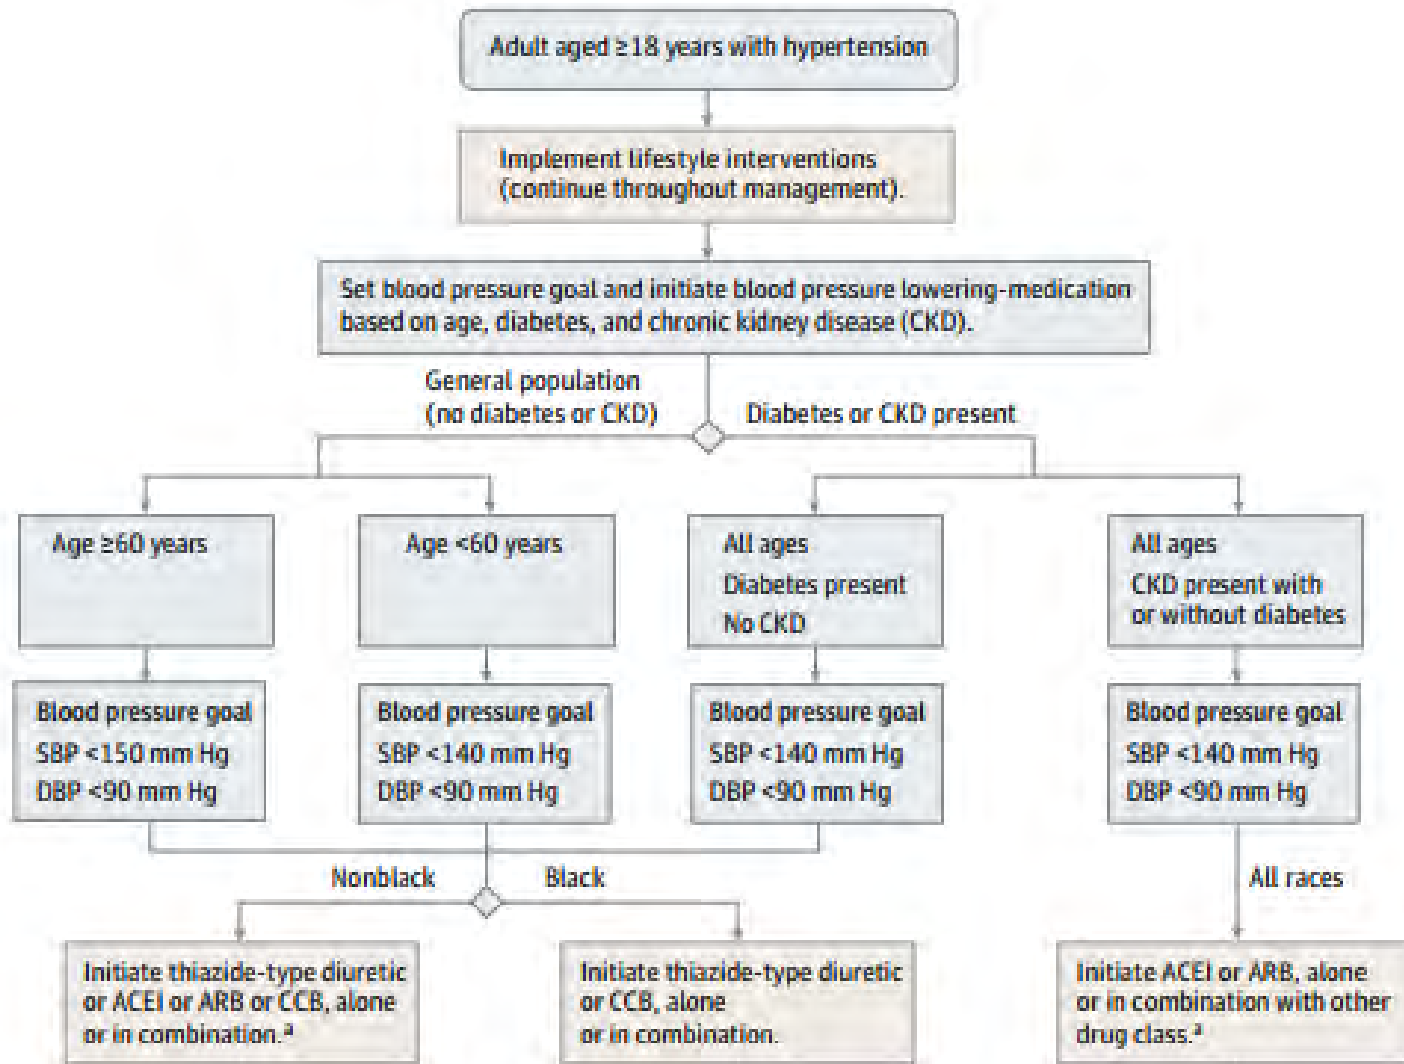 Adult aged ≥18 years with hypertension
Implement lifestyle interventions
(continue throughout management).
Set blood pressure goal and initiate blood pressure lowering-medication
based on age, diabetes, and chronic kidney disease (CKD).
General population
(no diabetes or CKD)
Diabetes or CKD present
Age ≥60 years
Age <60 years
All ages
Diabetes present
No CKD
All ages
CKD present with
or without diabetes
Blood pressure goal
SBP <150 mm Hg
DBP <90 mm Hg
Blood pressure goal
SBP <140 mm Hg
DBP <90 mm Hg
Blood pressure goal
SBP <140 mm Hg
DBP <90 mm Hg
Blood pressure goal
SBP <140 mm Hg
DBP <90 mm Hg
Nonblack
Black
All races
Initiate thiazide-type diuretic
or ACEI or ARB or CCB, alone
or in combination.ª
Initiate thiazide-type diuretic
or CCB, alone
or in combination.
Initiate ACEI or ARB, alone
or in combination with other
drug class.ª